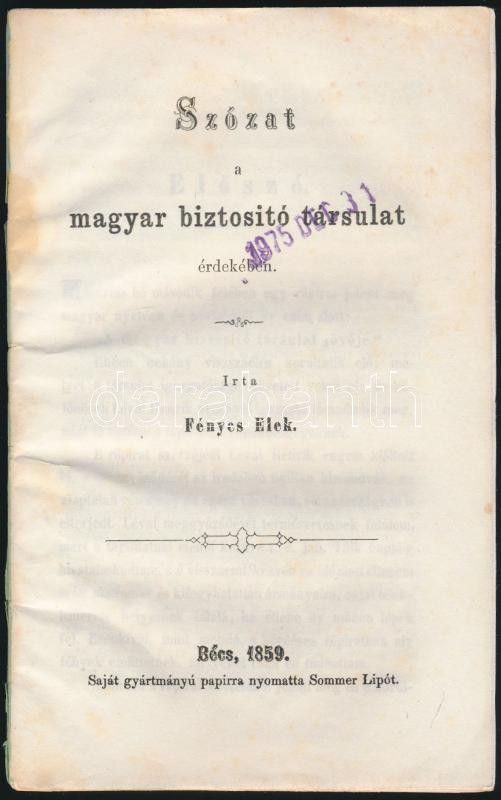 Szózat
a
magyar biztositó társulat
1975 DEC 31
érdekében.
Irta
darabanth
Fényes Elek.
Bécs, 1859.
Saját gyártmányú papirra nyomatta Sommer Lipót.